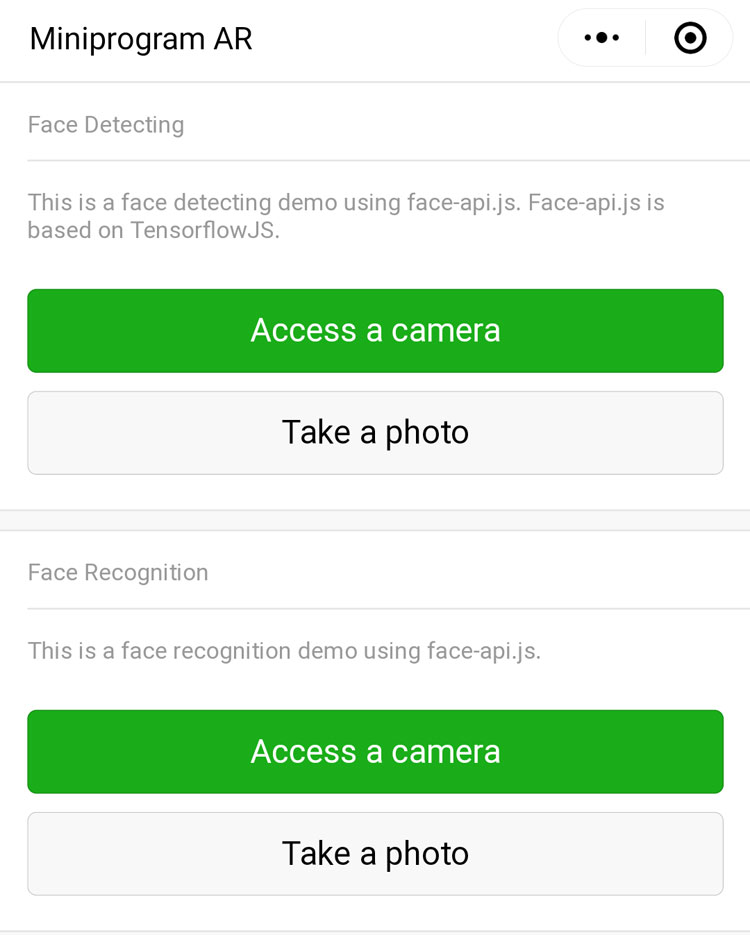 Miniprogram AR
Face Detecting
This is a face detecting demo using face-api.js. Face-api.js is
based on TensorflowJS.
Access a camera
Take a photo
Face Recognition
This is a face recognition demo using face-api.js.
Access a camera
Take a photo